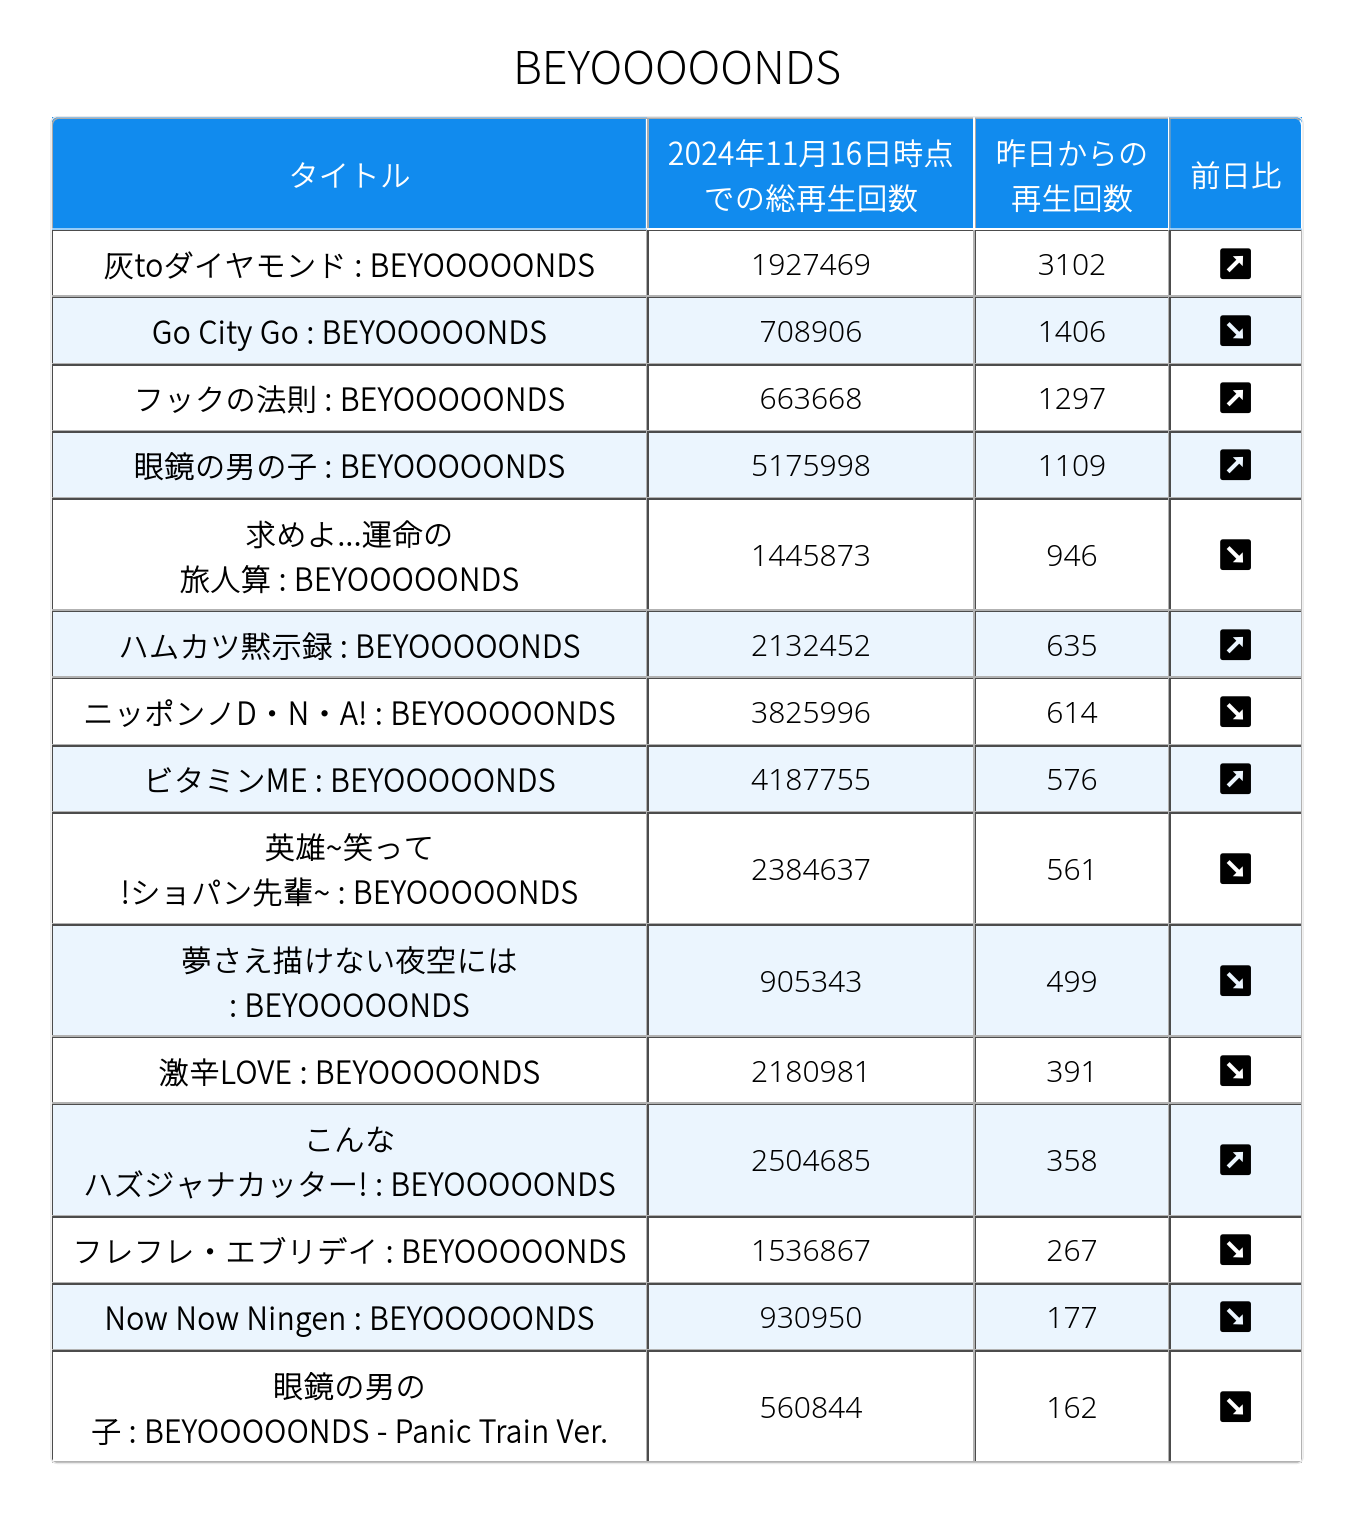 BEYOOOOONDS
タイトル
2024年11月16日時点
での総再生回数
昨日からの
再生回数
前日比
灰toダイヤモンド : BEYOOOOONDS
1927469
3102
Go City Go : BEYOOOOONDS
708906
1406
フックの法則 : BEYOOOOONDS
663668
1297
眼鏡の男の子 : BEYOOOOONDS
5175998
1109
求めよ...運命の
旅人算 : BEYOOOOONDS
1445873
946
ハムカツ黙示録 : BEYOOOOONDS
2132452
635
ニッポンノD・N・A! : BEYOOOOONDS
3825996
614
ビタミンME : BEYOOOOONDS
4187755
576
英雄~笑って
!ショパン先輩~ : BEYOOOOONDS
2384637
561
夢さえ描けない夜空には
: BEYOOOOONDS
905343
499
激辛LOVE : BEYOOOOONDS
2180981
391
こんな
ハズジャナカッター! : BEYOOOOONDS
2504685
358
フレフレ・エブリデイ : BEYOOOOONDS
1536867
267
Now Now Ningen : BEYOOOOONDS
930950
177
眼鏡の男の
子 : BEYOOOOONDS - Panic Train Ver.
560844
162